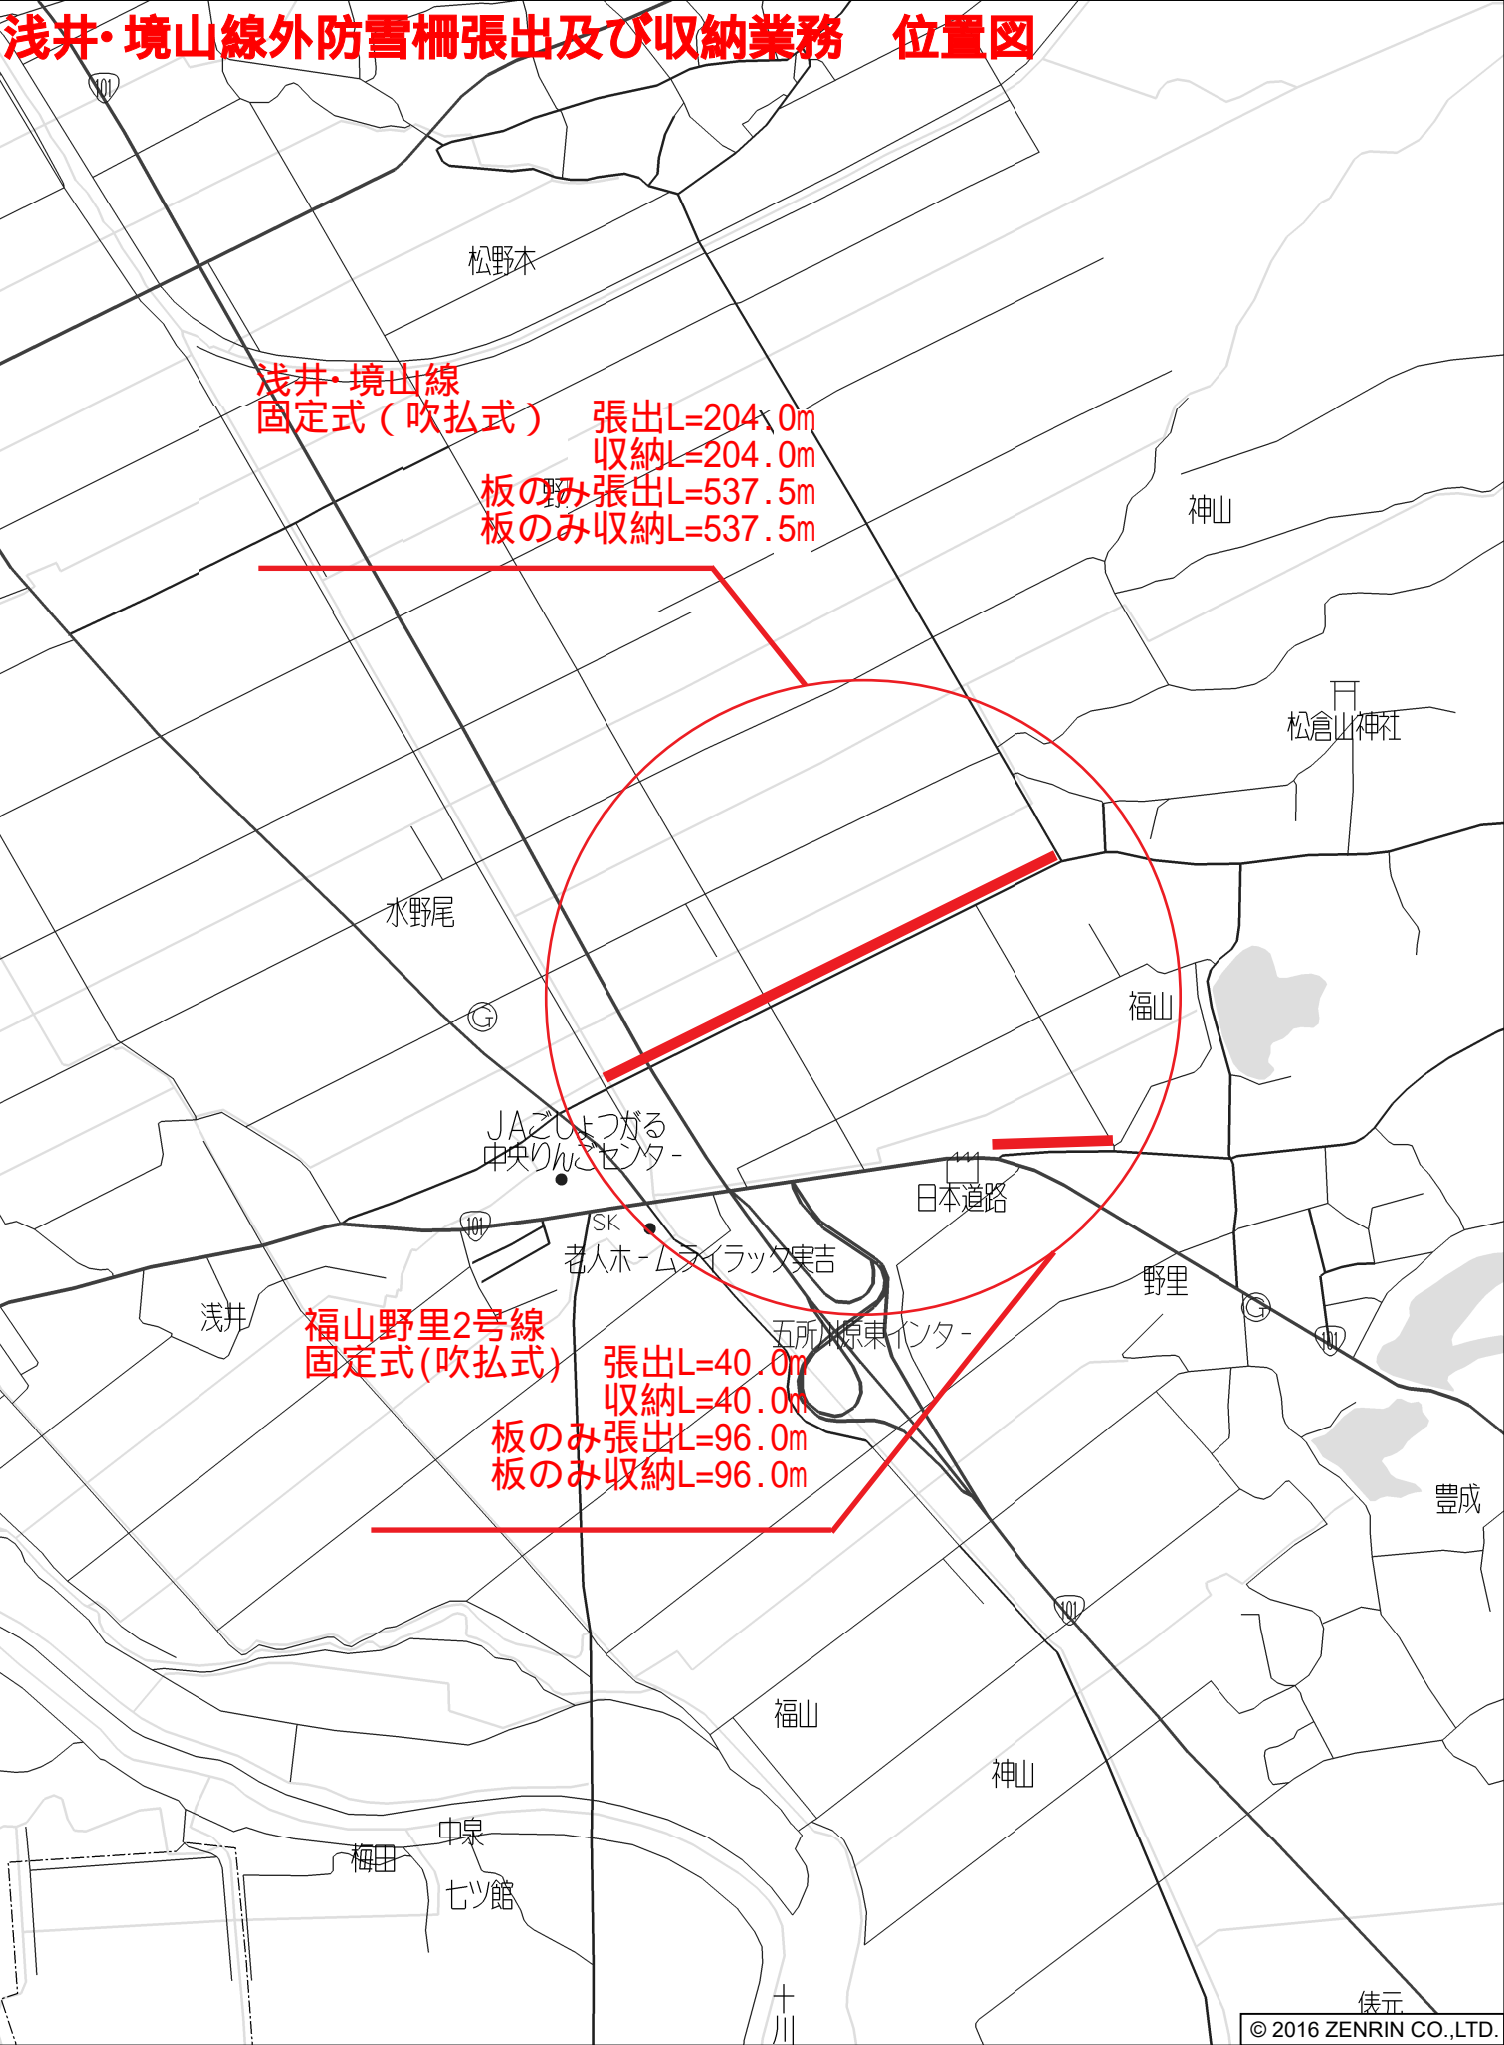 浅井・境山線外防雪柵張出及び収納業務　位置図
101
松野木
浅井・境山線
固定式（吹払式）　張出L=204.0m
収納L=204.0m
板のみ張出L=537.5m
板のみ収納L=537.5m
野
神山
松倉山神社
水野尾
G
福山
JAごしょつがる
中央りんごセンター
101
SK
日本道路
老人ホームライラック実吉
野里
G
浅井
福山野里2号線
五所川原東インター
101
固定式(吹払式)　張出L=40.0m
収納L=40.0m
板のみ張出L=96.0m
板のみ収納L=96.0m
豊成
101
福山
神山
中泉
梅田
七ツ館
十川
俵元
© 2016 ZENRIN CO.,LTD.